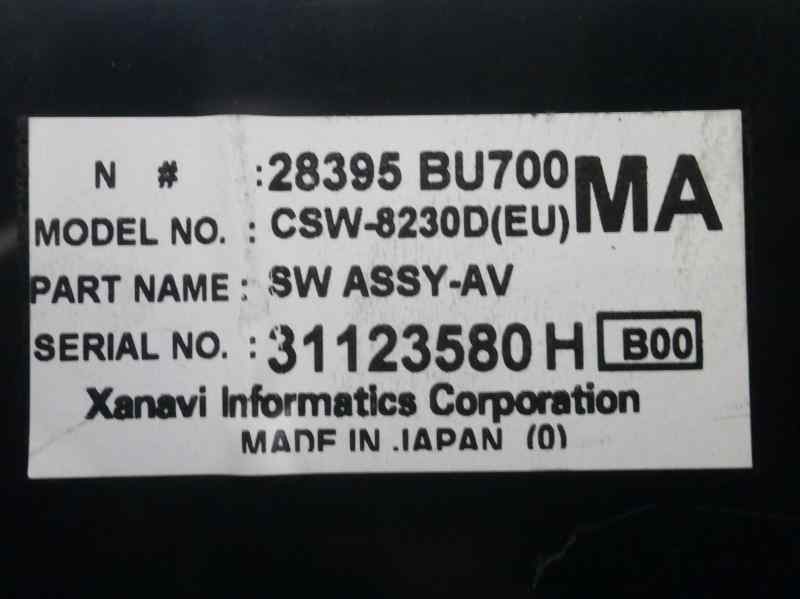 N # :28395 BU700 MA
MODEL NO. : CSW-8230D(EU)
PART NAME : SW ASSY-AV
SERIAL NO. : 31123580 H B00
Xanavi Informatics Corporation
MADE IN JAPAN (0)